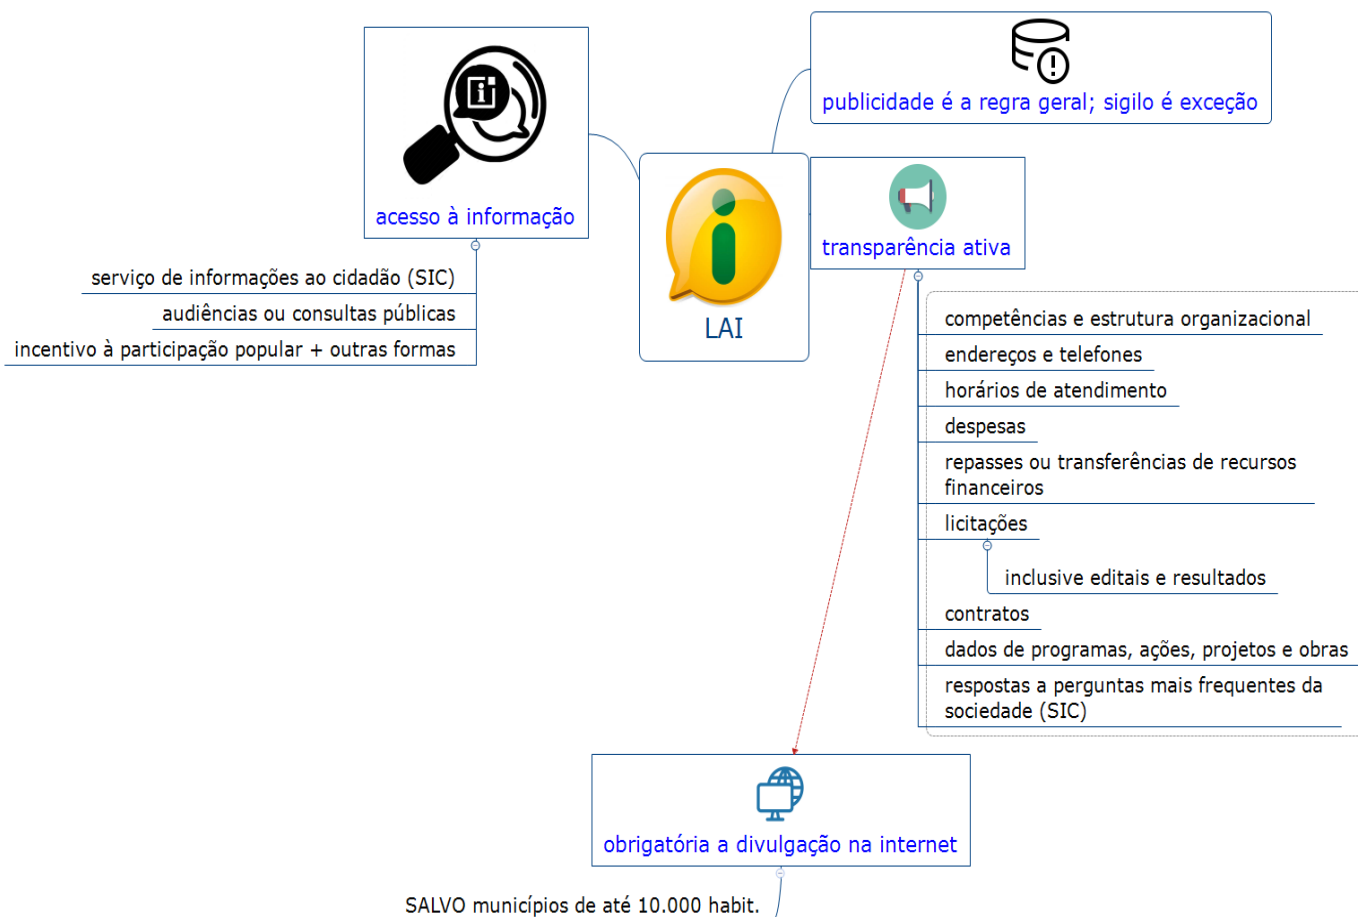 publicidade é a regra geral; sigilo é exceção
acesso à informação
serviço de informações ao cidadão (SIC)
audiências ou consultas públicas
incentivo à participação popular + outras formas
LAI
transparência ativa
competências e estrutura organizacional
endereços e telefones
horários de atendimento
despesas
repasses ou transferências de recursos
financeiros
licitações
inclusive editais e resultados
contratos
dados de programas, ações, projetos e obras
respostas a perguntas mais frequentes da
sociedade (SIC)
obrigatória a divulgação na internet
SALVO municípios de até 10.000 habit.